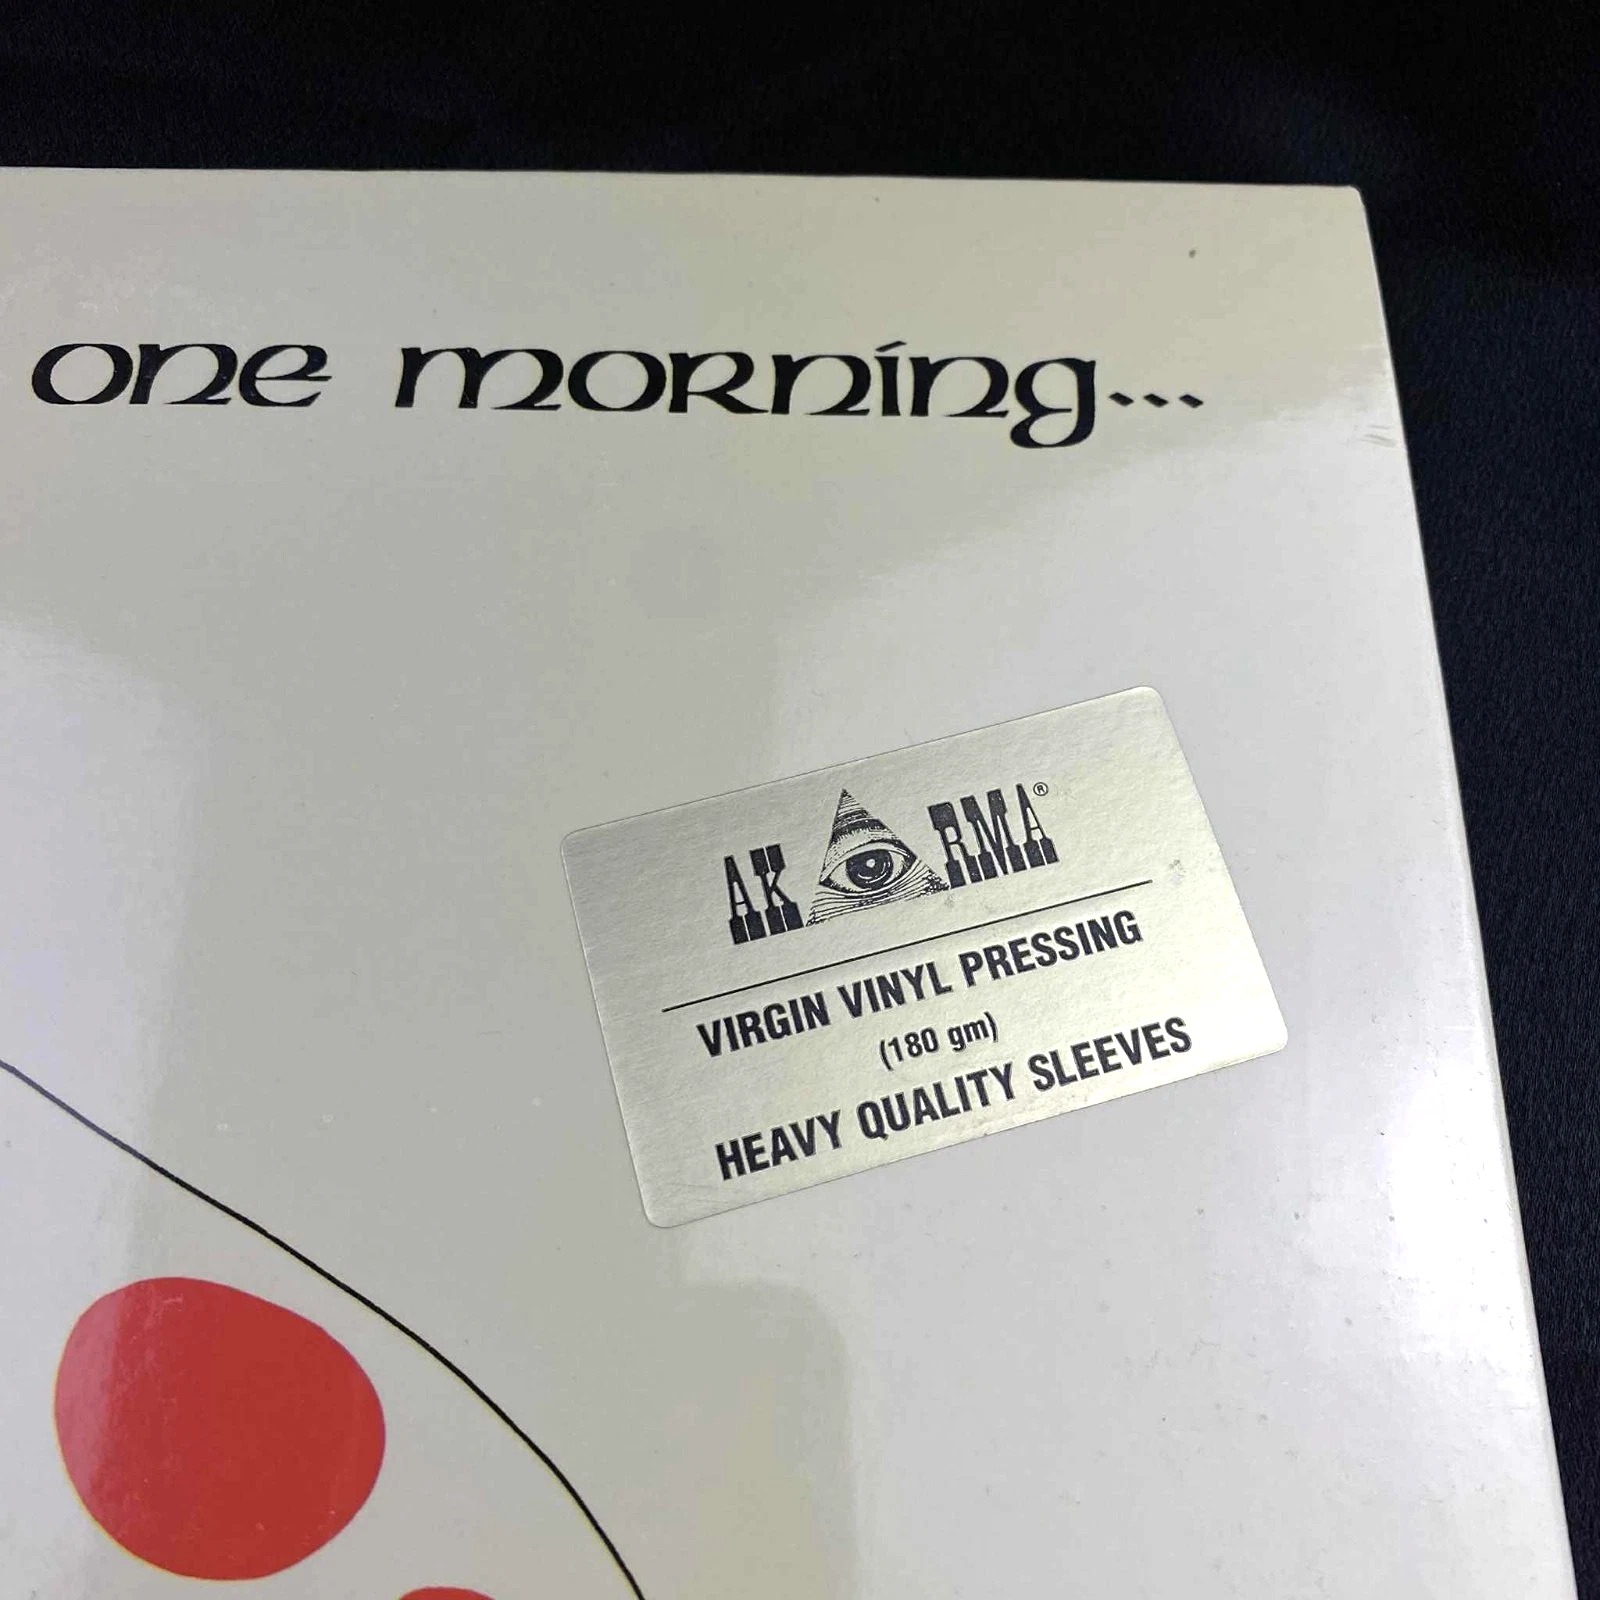 one morning...
AKARMA®
VIRGIN VINYL PRESSING
(180 gm)
HEAVY QUALITY SLEEVES